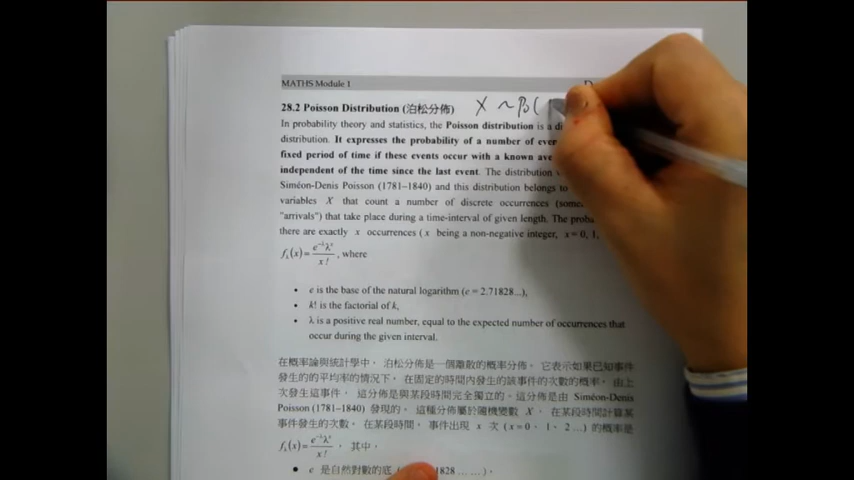 MATHS Module 1
28.2 Poisson Distribution (泊松分佈) X ~ B(
In probability theory and statistics, the Poisson distribution is a
distribution. It expresses the probability of a number of
fixed period of time if these events occur with a known
independent of the time since the last event. The distribution
Siméon-Denis Poisson (1781–1840) and this distribution belongs to
variables X that count a number of discrete occurrences
"arrivals") that take place during a time-interval of given length. The
there are exactly x occurrences ( x being a non-negative integer, x = 0, 1,
fλ(x) = e^-λ λ^x / x! , where
• e is the base of the natural logarithm (e = 2.71828...),
• k! is the factorial of k,
• λ is a positive real number, equal to the expected number of occurrences that
occur during the given interval.
在概率論與統計學中， 泊松分佈是一個離散的概率分佈。 它表示如果已知事件
發生的的平均率的情況下， 在固定的時間內發生的該事件的次數的概率。 由上
次發生這事件， 這分佈是與某段時間完全獨立的。這分佈是由 Siméon-Denis
Poisson (1781–1840) 發現的， 這種分佈屬於隨機變數 X ， 在某段時間計算某
事件發生的次數。 在某段時間， 事件出現 x 次 ( x = 0 、 1 、 2 …) 的概率是
fλ(x) = e^-λ λ^x / x! ， 其中，
• e 是自然對數的底 1828 … …) ，